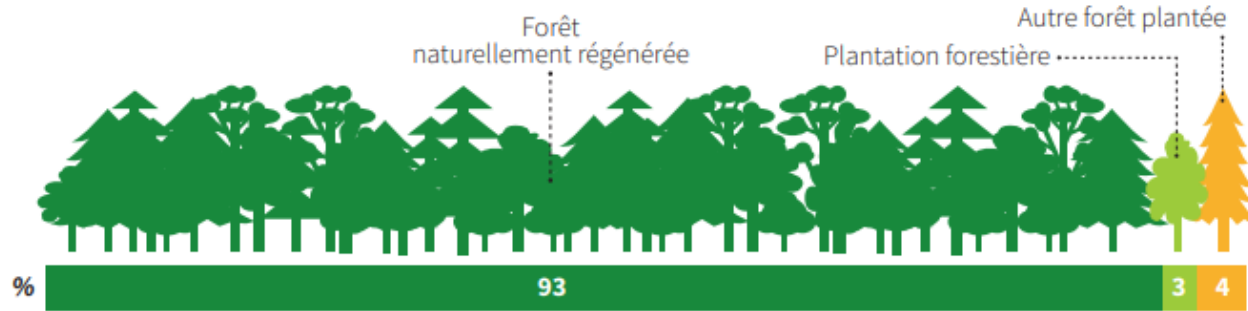 Autre forêt plantée
Forêt
naturellement régénérée
Plantation forestière
% 93 3 4